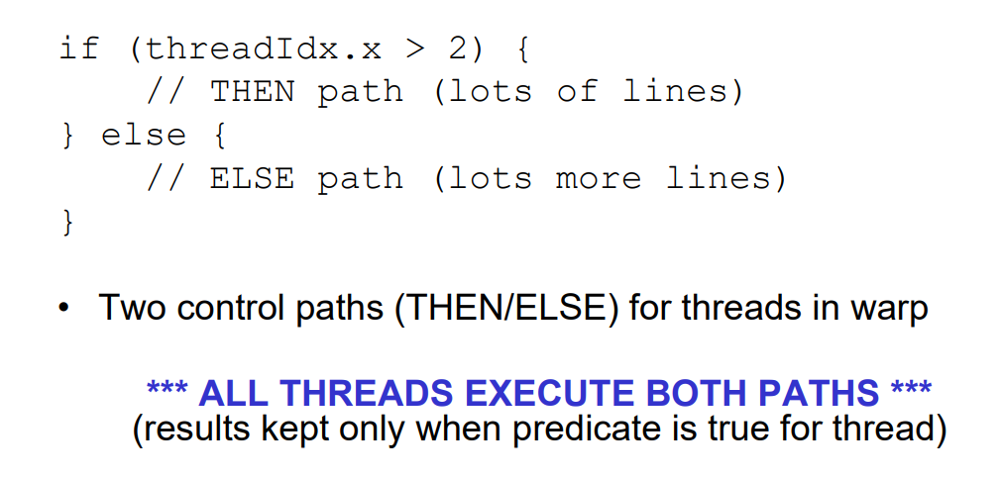 if (threadIdx.x > 2) {
    // THEN path (lots of lines)
} else {
    // ELSE path (lots more lines)
}
• Two control paths (THEN/ELSE) for threads in warp
*** ALL THREADS EXECUTE BOTH PATHS ***
(results kept only when predicate is true for thread)